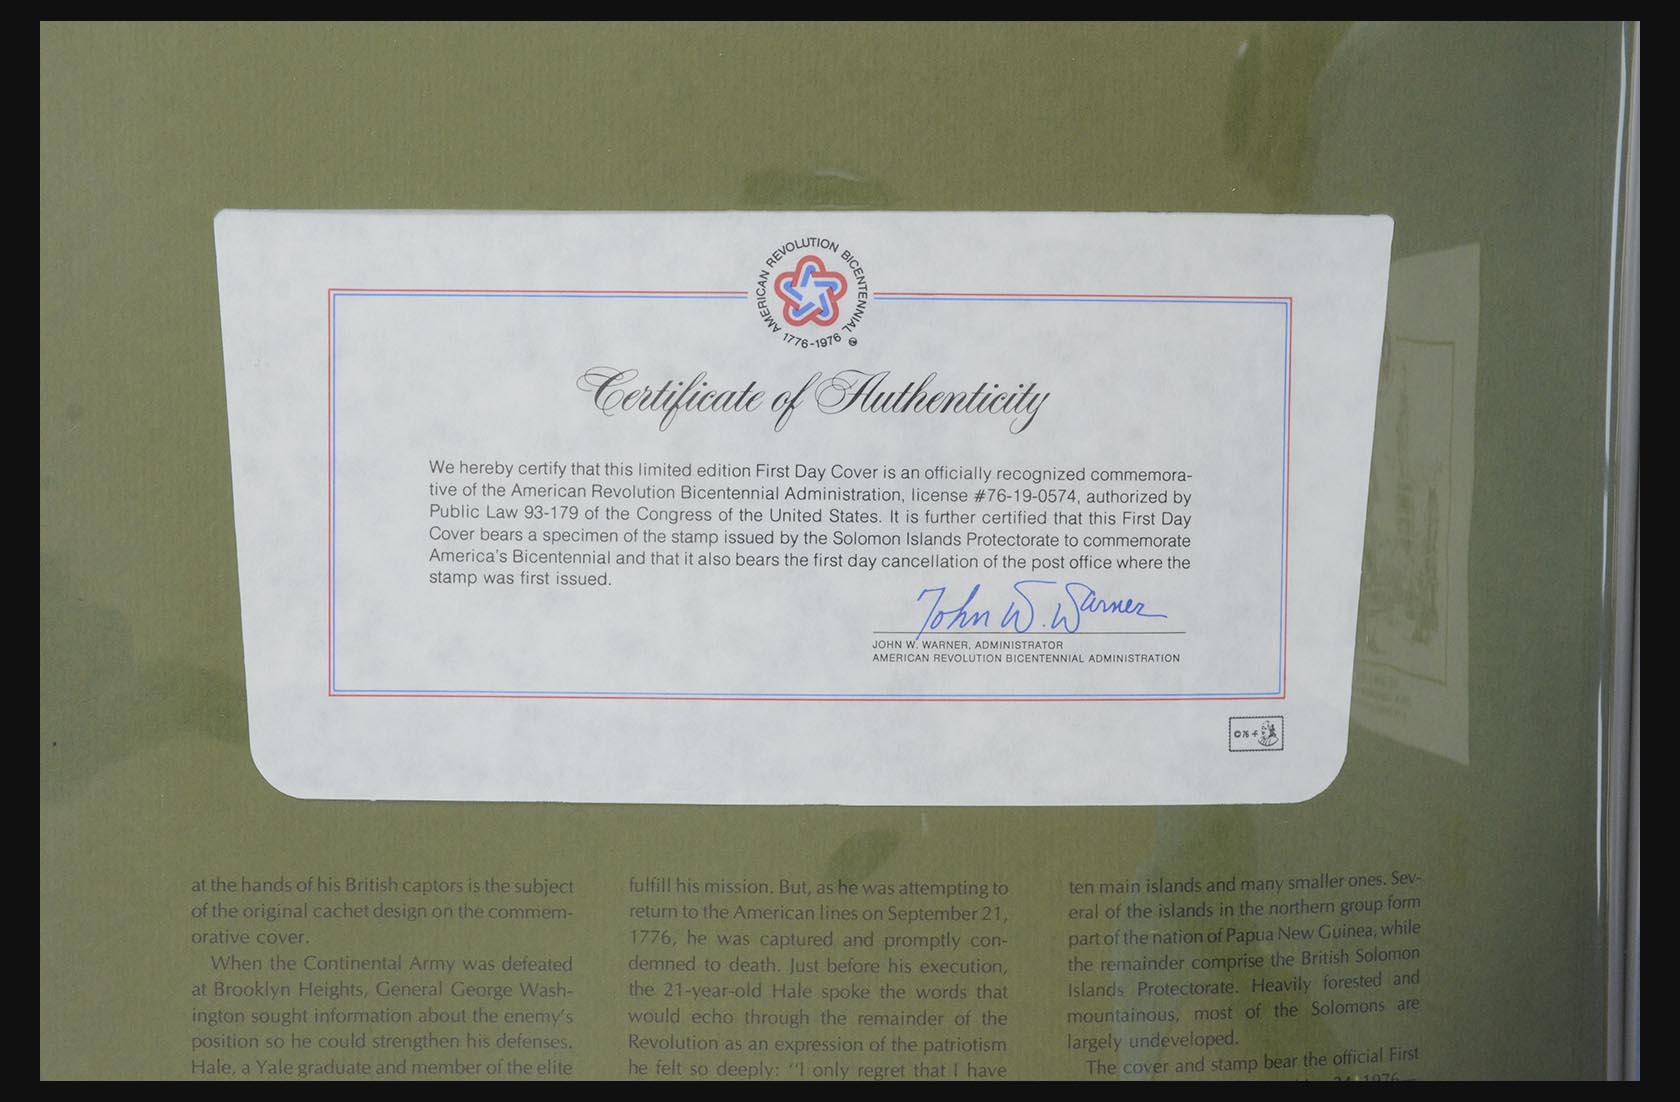 AMERICAN REVOLUTION BICENTENNIAL
1776-1976
Certificate of Authenticity
We hereby certify that this limited edition First Day Cover is an officially recognized commemora-
tive of the American Revolution Bicentennial Administration, license #76-19-0574, authorized by
Public Law 93-179 of the Congress of the United States. It is further certified that this First Day
Cover bears a specimen of the stamp issued by the Solomon Islands Protectorate to commemorate
America's Bicentennial and that it also bears the first day cancellation of the post office where the
stamp was first issued.
John W. Warner
JOHN W. WARNER, ADMINISTRATOR
AMERICAN REVOLUTION BICENTENNIAL ADMINISTRATION
©76
at the hands of his British captors is the subject
of the original cachet design on the commem-
orative cover.
When the Continental Army was defeated
at Brooklyn Heights, General George Wash-
ington sought information about the enemy's
position so he could strengthen his defenses.
Hale, a Yale graduate and member of the elite
fulfill his mission. But, as he was attempting to
return to the American lines on September 21,
1776, he was captured and promptly con-
demned to death. Just before his execution,
the 21-year-old Hale spoke the words that
would echo through the remainder of the
Revolution as an expression of the patriotism
he felt so deeply: "I only regret that I have
ten main islands and many smaller ones. Sev-
eral of the islands in the northern group form
part of the nation of Papua New Guinea, while
the remainder comprise the British Solomon
Islands Protectorate. Heavily forested and
mountainous, most of the Solomons are
largely undeveloped.
The cover and stamp bear the official First